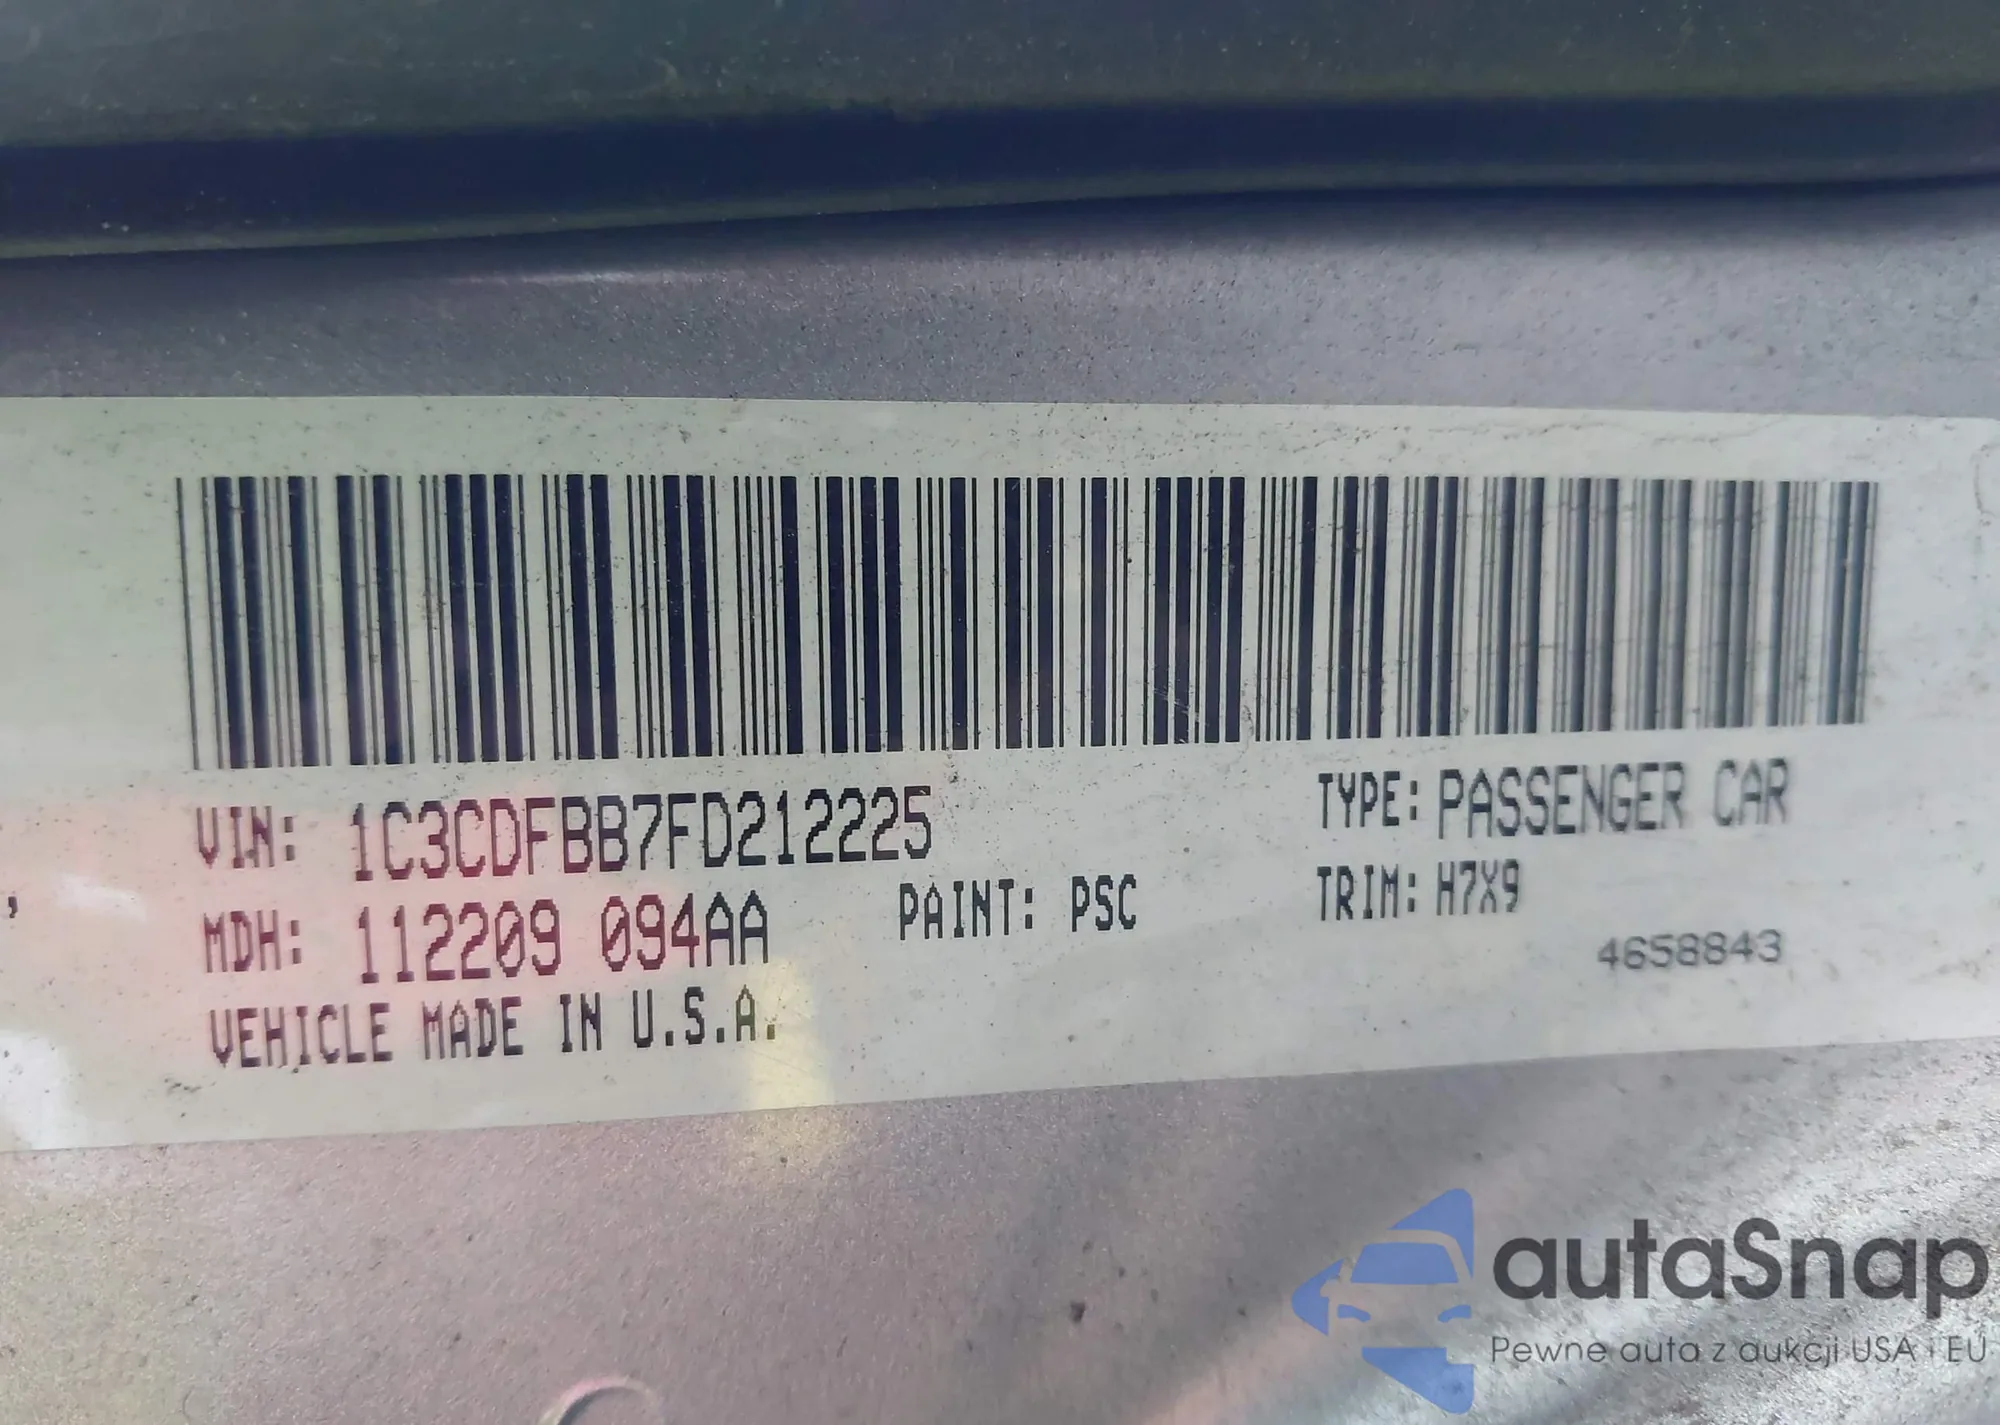 VIN: 1C3CDFBB7FD212225
TYPE: PASSENGER CAR
MDH: 112209 094AA
PAINT: PSC
TRIM: H7X9
4658843
VEHICLE MADE IN U.S.A.
autaSnap
Pewne auta z aukcji USA i EU